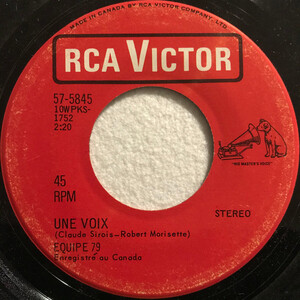 MADE IN CANADA BY RCA VICTOR COMPANY, LTD
RCA VICTOR
57-5845
10WPKS-
1752
2:20
"HIS MASTER'S VOICE"
45
RPM
STEREO
UNE VOIX
(Claude Sirois—Robert Morisette)
EQUIPE 79
Enregistré au Canada